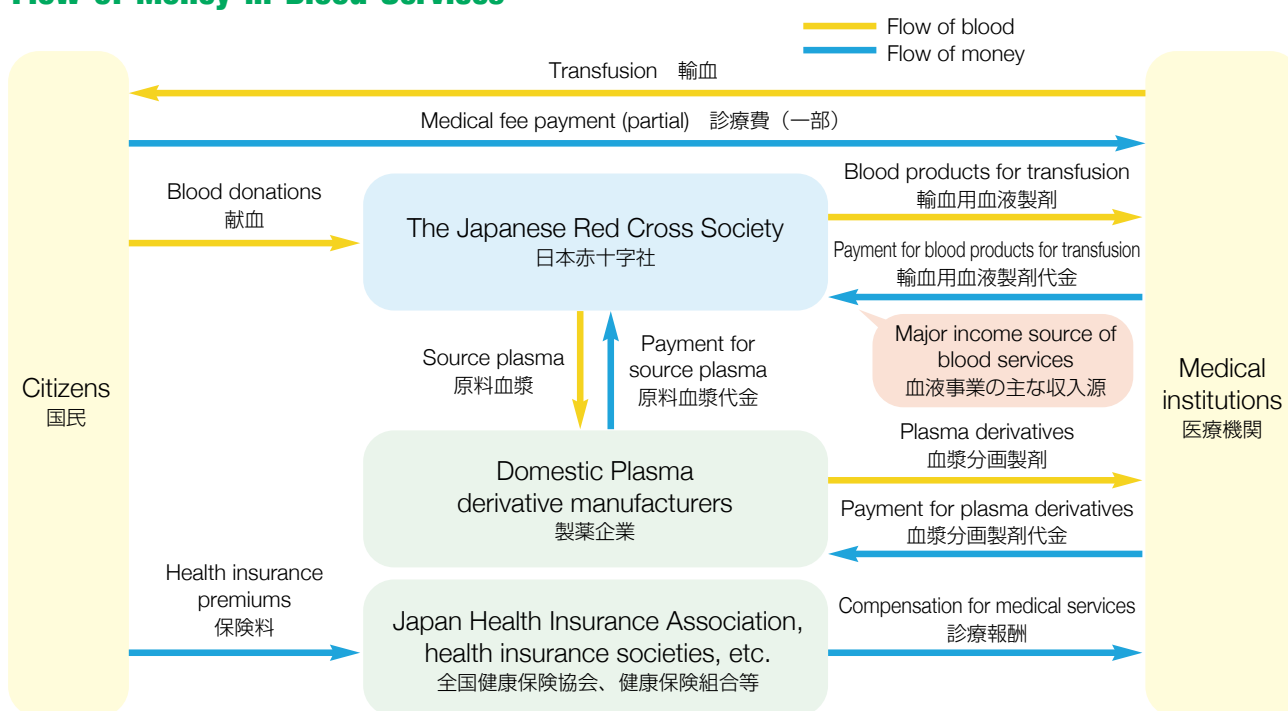 Flow of Money in Blood Services
Flow of blood
Flow of money
Transfusion 輸血
Medical fee payment (partial) 診療費（一部）
Blood donations
献血
The Japanese Red Cross Society
日本赤十字社
Blood products for transfusion
輸血用血液製剤
Payment for blood products for transfusion
輸血用血液製剤代金
Major income source of
blood services
血液事業の主な収入源
Source plasma
原料血漿
Payment for
source plasma
原料血漿代金
Citizens
国民
Medical
institutions
医療機関
Domestic Plasma
derivative manufacturers
製薬企業
Plasma derivatives
血漿分画製剤
Payment for plasma derivatives
血漿分画製剤代金
Health insurance
premiums
保険料
Japan Health Insurance Association,
health insurance societies, etc.
全国健康保険協会、健康保険組合等
Compensation for medical services
診療報酬